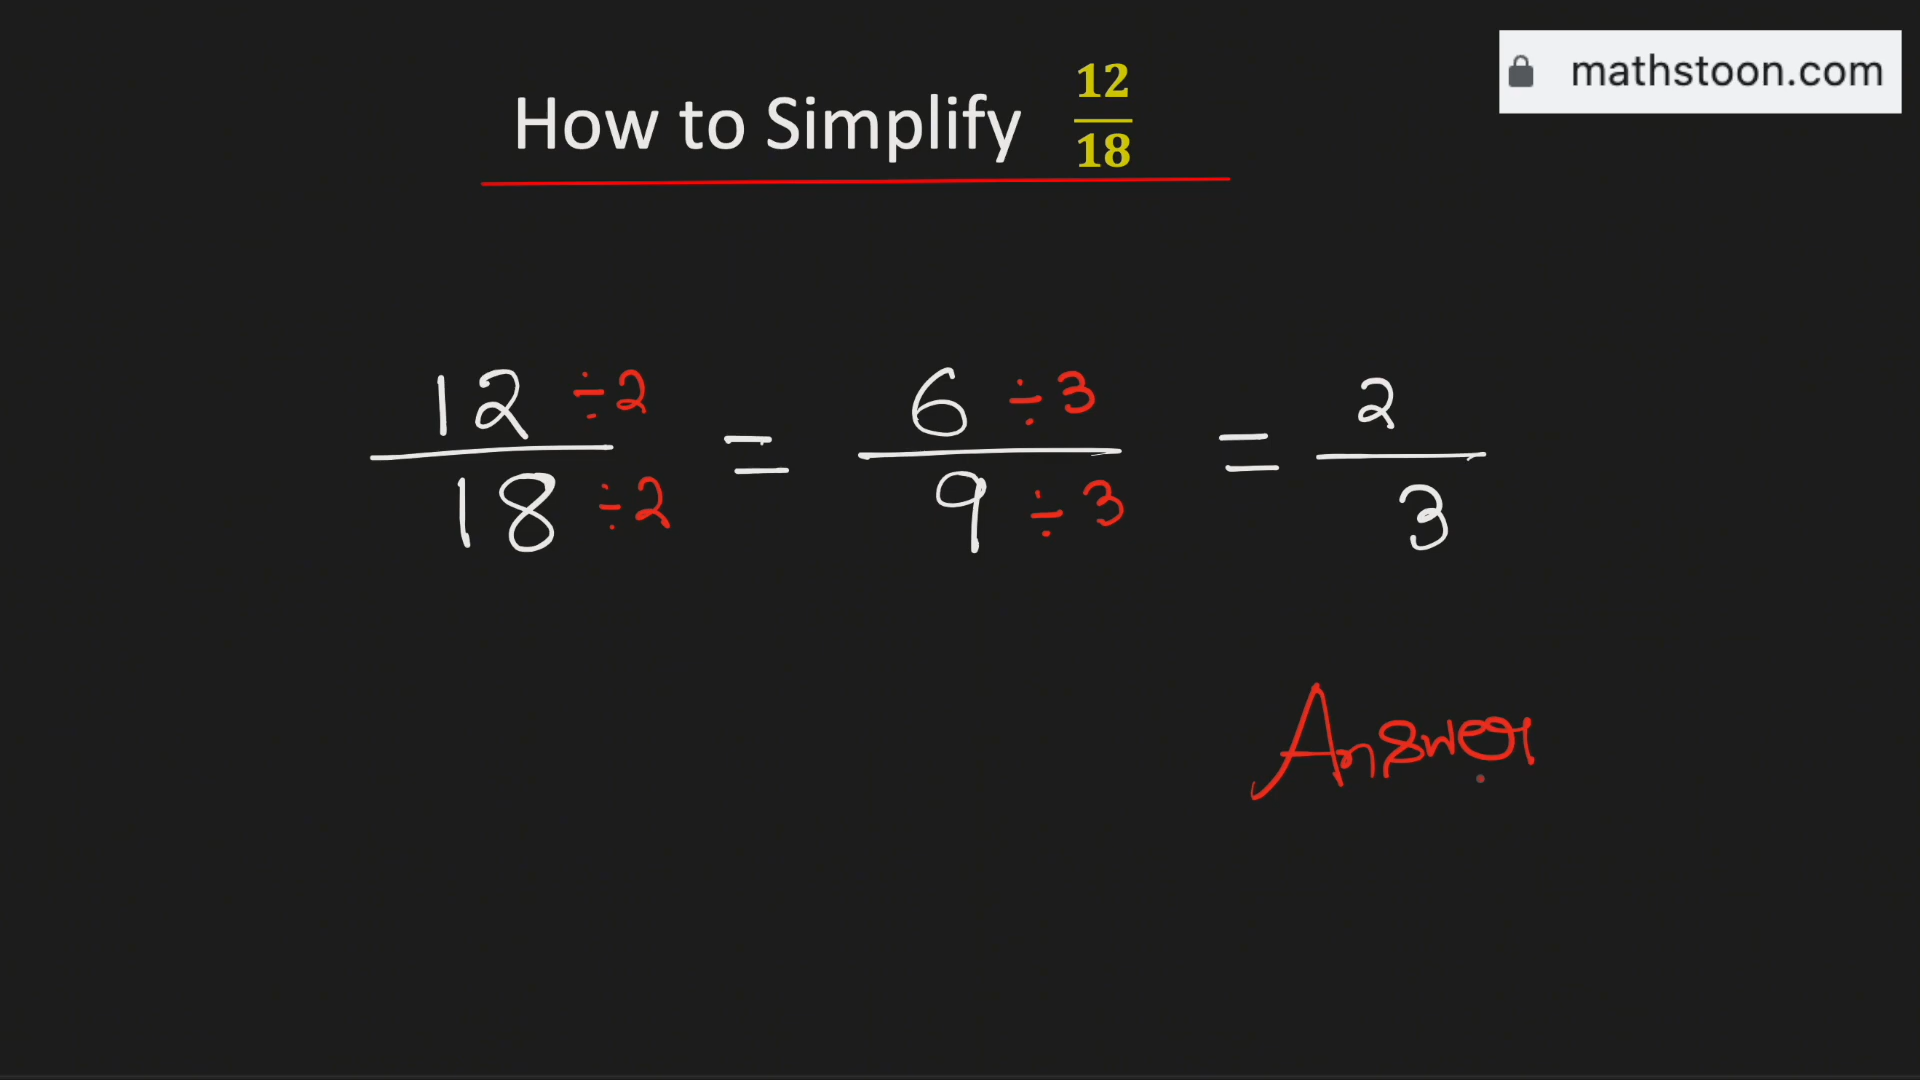 mathstoon.com
How to Simplify 12/18
12 ÷2 / 18 ÷2 = 6 ÷3 / 9 ÷3 = 2 / 3
Answer